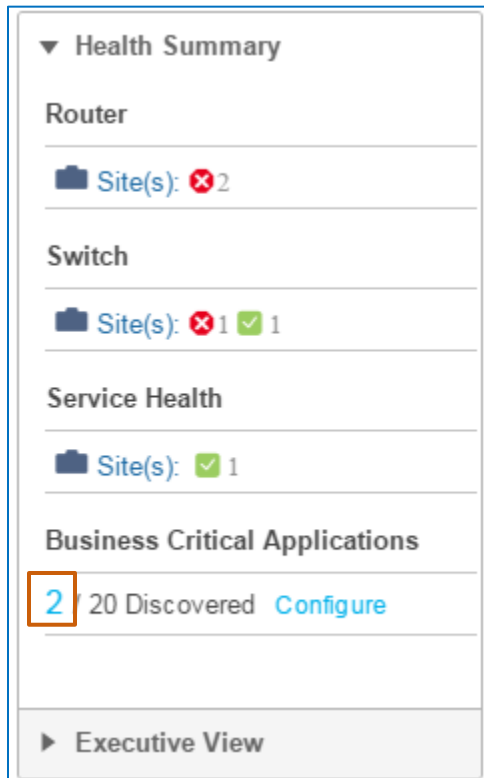 Health Summary
Router
Site(s): 2
Switch
Site(s): 1 1
Service Health
Site(s): 1
Business Critical Applications
2 / 20 Discovered Configure
Executive View